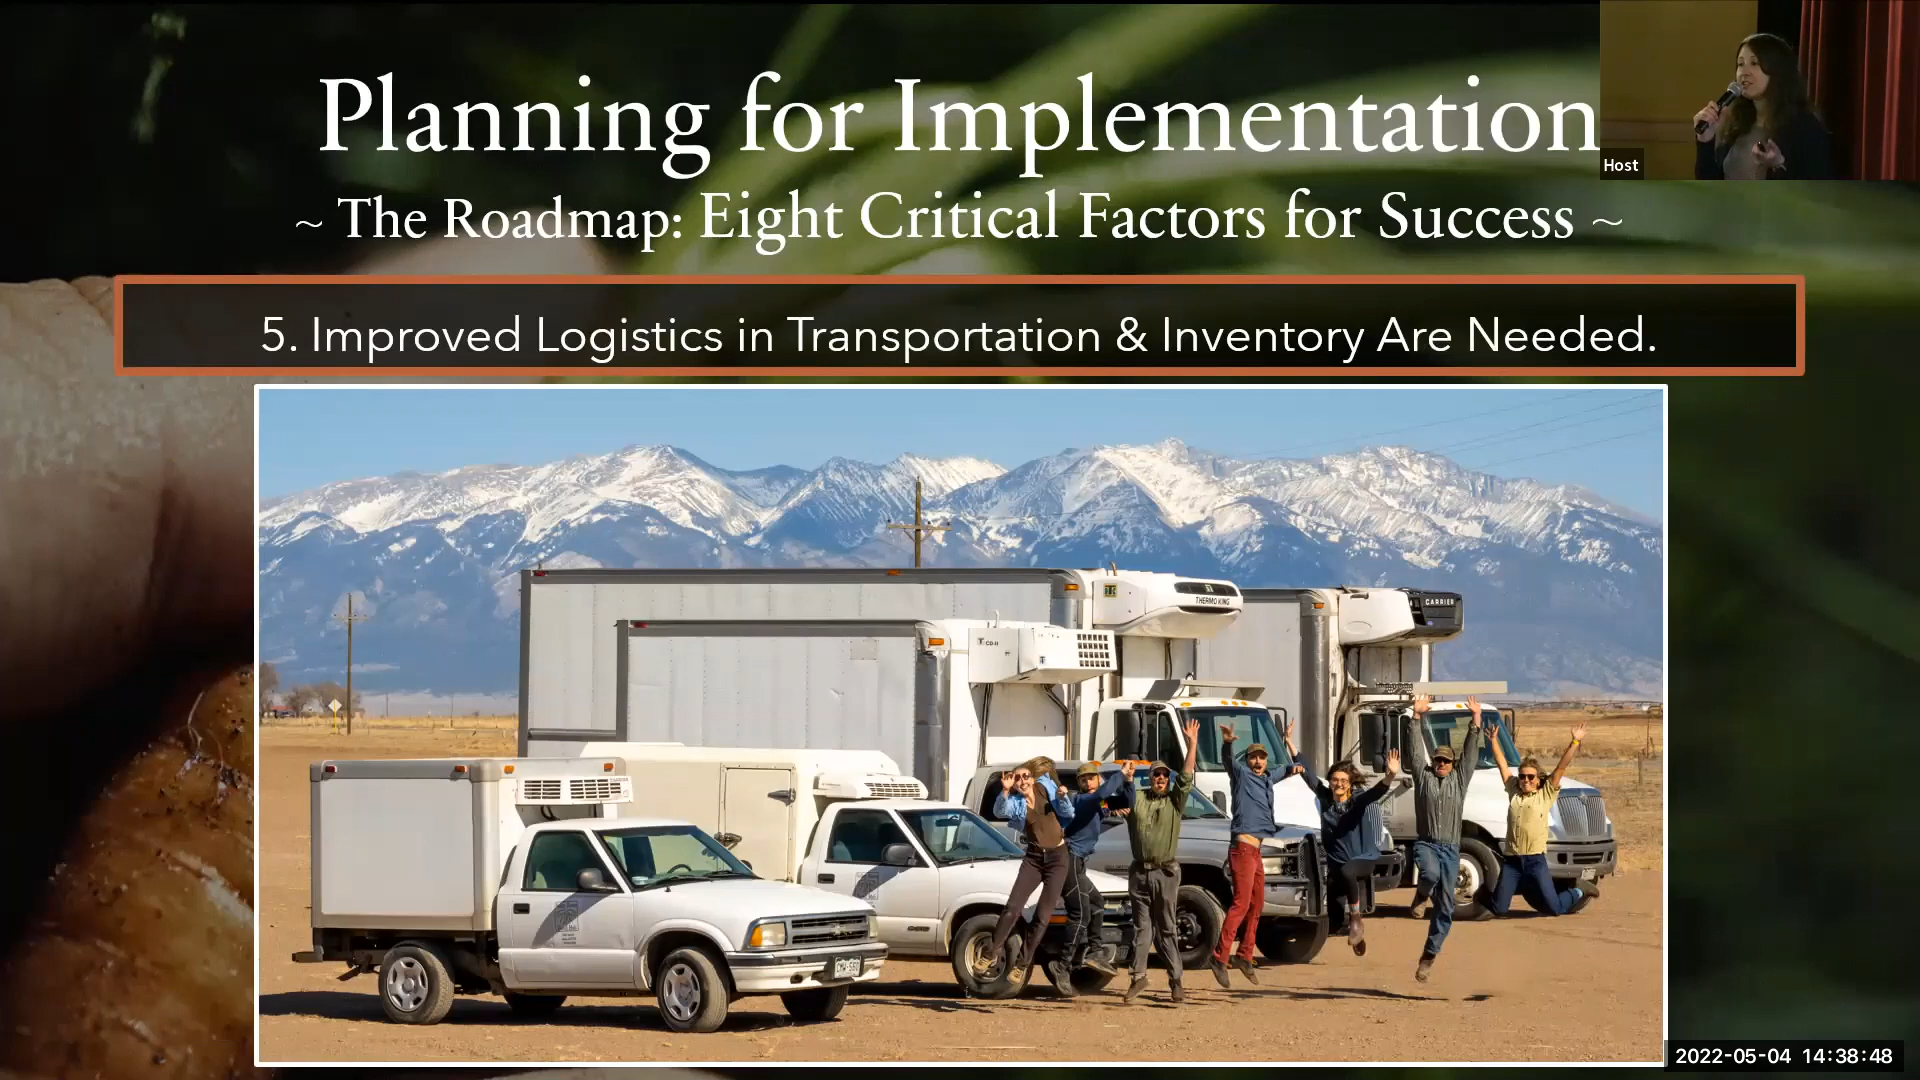 Planning for Implementation
Host
~ The Roadmap: Eight Critical Factors for Success ~
5. Improved Logistics in Transportation & Inventory Are Needed.
THERMO KING
CARRIER
2022-05-04 14:38:48